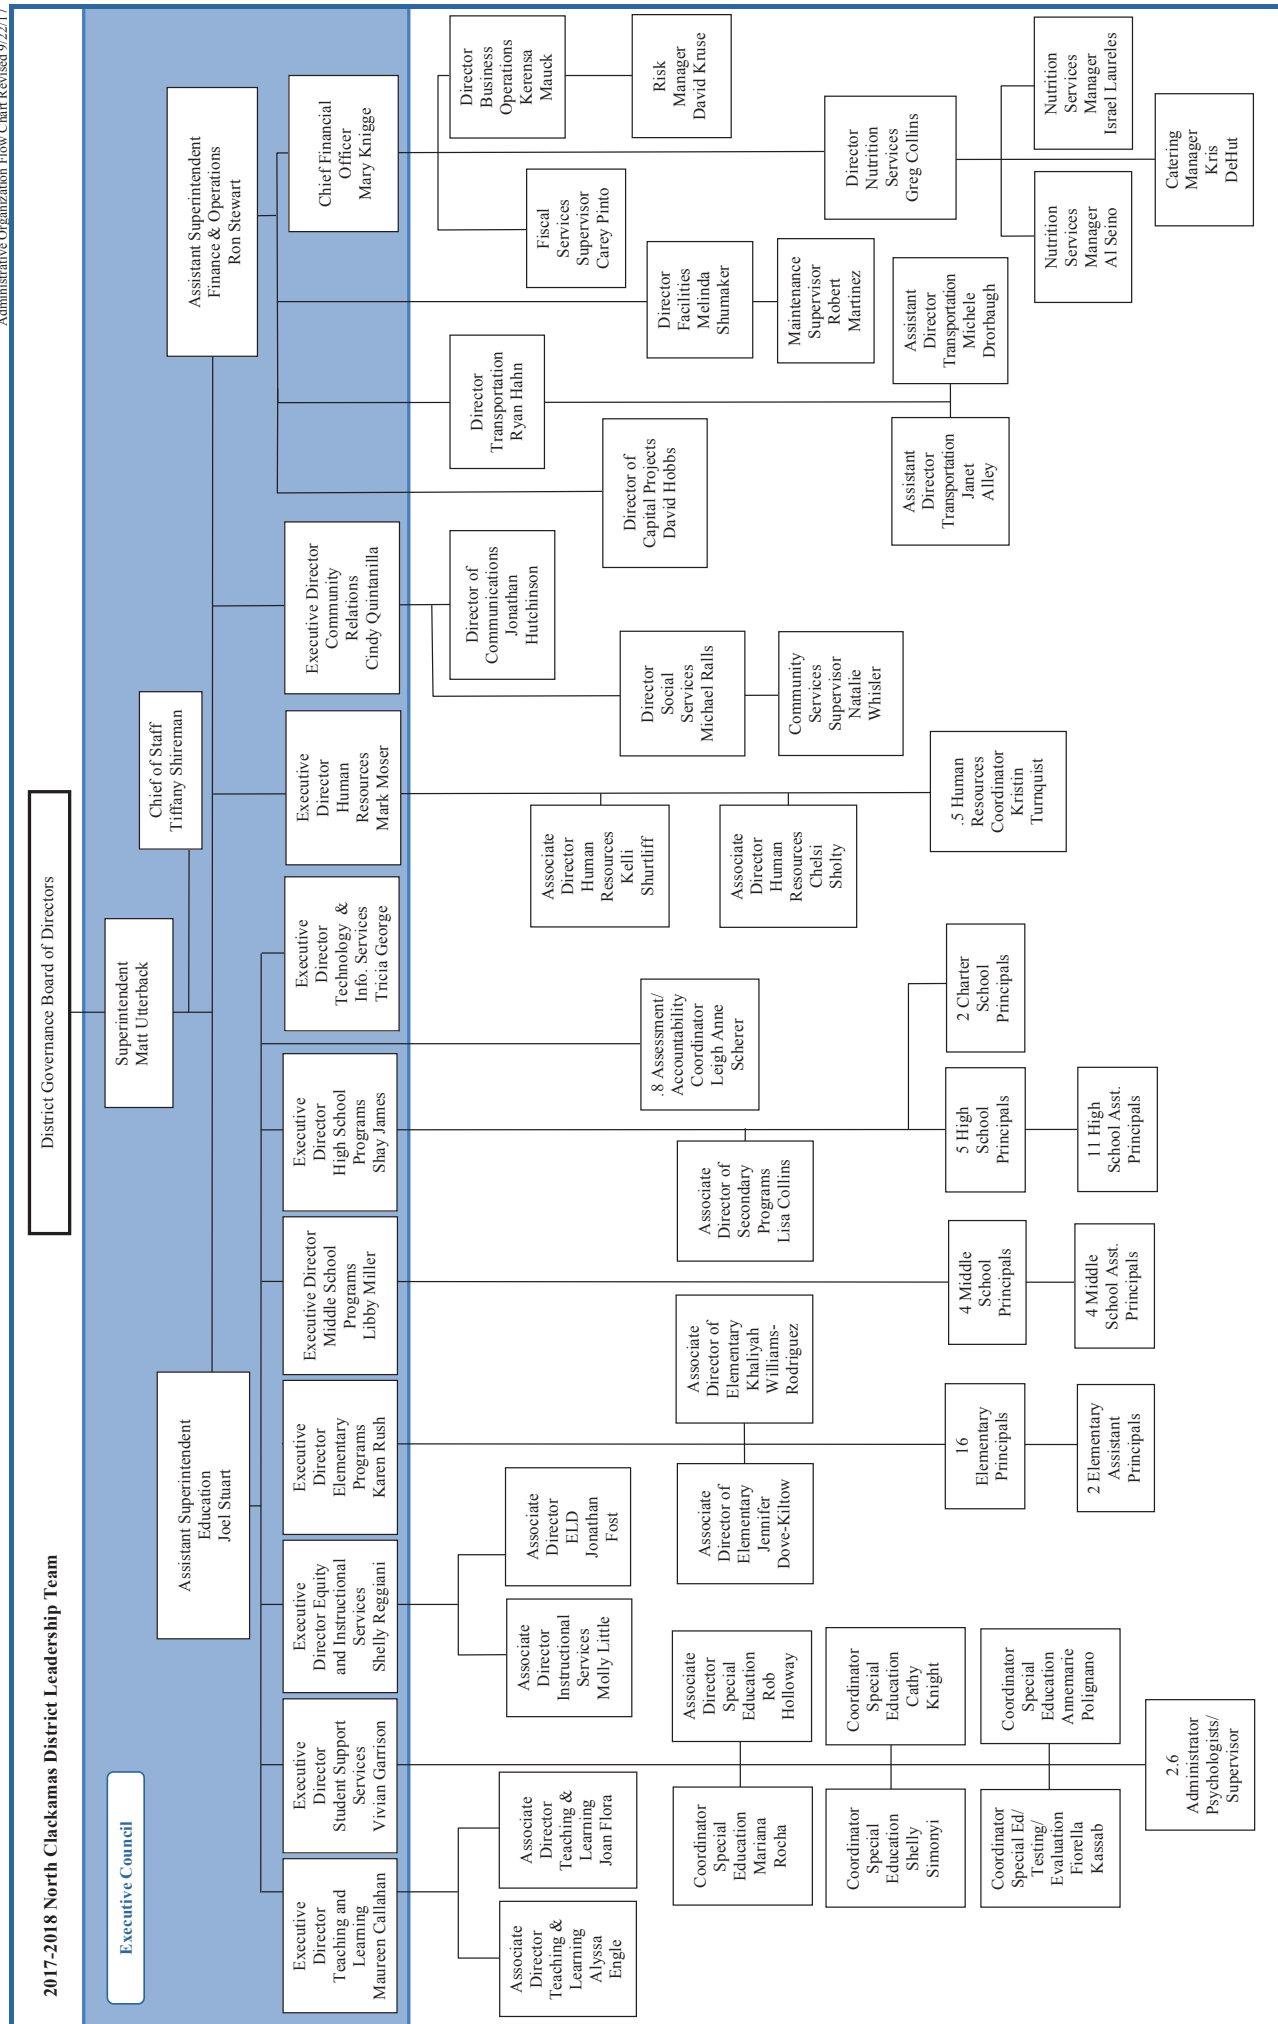 Administrative Organization Flow Chart Revised 9/22/17
2017-2018 North Clackamas District Leadership Team
District Governance Board of Directors
Executive Council
Superintendent
Matt Utterback
Chief of Staff
Tiffany Shireman
Assistant Superintendent
Education
Joel Stuart
Assistant Superintendent
Finance & Operations
Ron Stewart
Executive
Director
Teaching and
Learning
Maureen Callahan
Executive
Director
Student Support
Services
Vivian Garrison
Executive
Director Equity
and Instructional
Services
Shelly Reggiani
Executive
Director
Elementary
Programs
Karen Rush
Executive Director
Middle School
Programs
Libby Miller
Executive
Director
High School
Programs
Shay James
Executive
Director
Technology &
Info. Services
Tricia George
Executive
Director
Human
Resources
Mark Moser
Executive Director
Community
Relations
Cindy Quintanilla
Chief Financial
Officer
Mary Knigge
Associate
Director
Teaching &
Learning
Alyssa
Engle
Associate
Director
Teaching &
Learning
Joan Flora
Associate
Director
Instructional
Services
Molly Little
Associate
Director
ELD
Jonathan
Fost
Director of
Communications
Jonathan
Hutchinson
Director
Transportation
Ryan Hahn
Fiscal
Services
Supervisor
Carey Pinto
Director
Business
Operations
Kerensa
Mauck
Associate
Director
Human
Resources
Kelli
Shurtliff
Director of
Capital Projects
David Hobbs
Risk
Manager
David Kruse
Coordinator
Special
Education
Mariana
Rocha
Associate
Director
Special
Education
Rob
Holloway
Associate
Director of
Elementary
Jennifer
Dove-Kiltow
Associate
Director of
Elementary
Khaliyah
Williams-
Rodriguez
Associate
Director of
Secondary
Programs
Lisa Collins
.8 Assessment/
Accountability
Coordinator
Leigh Anne
Scherer
Associate
Director
Human
Resources
Chelsi
Sholty
Director
Social
Services
Michael Ralls
Director
Facilities
Melinda
Shumaker
Community
Services
Supervisor
Natalie
Whisler
Maintenance
Supervisor
Robert
Martinez
Director
Nutrition
Services
Greg Collins
Coordinator
Special
Education
Shelly
Simonyi
Coordinator
Special
Education
Cathy
Knight
Assistant
Director
Transportation
Janet
Alley
Assistant
Director
Transportation
Michele
Drorbaugh
Coordinator
Special Ed/
Testing/
Evaluation
Fiorella
Kassab
Coordinator
Special
Education
Annemarie
Polignano
16
Elementary
Principals
4 Middle
School
Principals
5 High
School
Principals
2 Charter
School
Principals
.5 Human
Resources
Coordinator
Kristin
Turnquist
Nutrition
Services
Manager
Al Seino
Nutrition
Services
Manager
Israel Laureles
2 Elementary
Assistant
Principals
4 Middle
School Asst.
Principals
11 High
School Asst.
Principals
2.6
Administrator
Psychologists/
Supervisor
Catering
Manager
Kris
DeHut